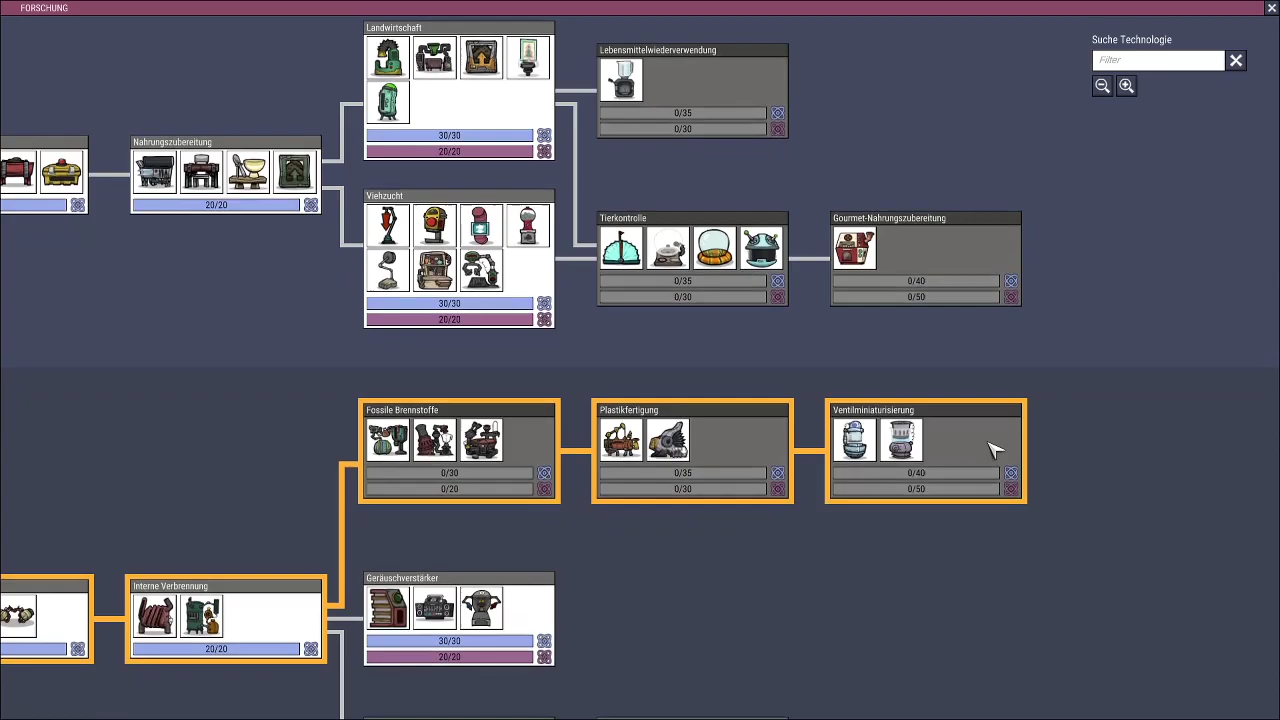 FORSCHUNG
Suche Technologie
Filter
Landwirtschaft
30/30
20/20
Lebensmittelwiederverwendung
0/35
0/30
Nahrungszubereitung
20/20
Viehzucht
30/30
20/20
Tierkontrolle
0/35
0/30
Gourmet-Nahrungszubereitung
0/40
0/50
Fossile Brennstoffe
0/30
0/20
Plastikfertigung
0/35
0/30
Ventilminiaturisierung
0/40
0/50
Interne Verbrennung
20/20
Geräuschverstärker
30/30
20/20